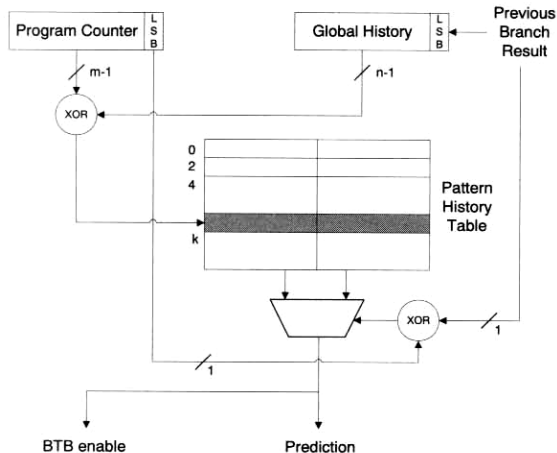 Program Counter
L
S
B
Global History
L
S
B
Previous
Branch
Result
m-1
n-1
XOR
0
2
4
k
Pattern
History
Table
XOR
1
1
BTB enable
Prediction